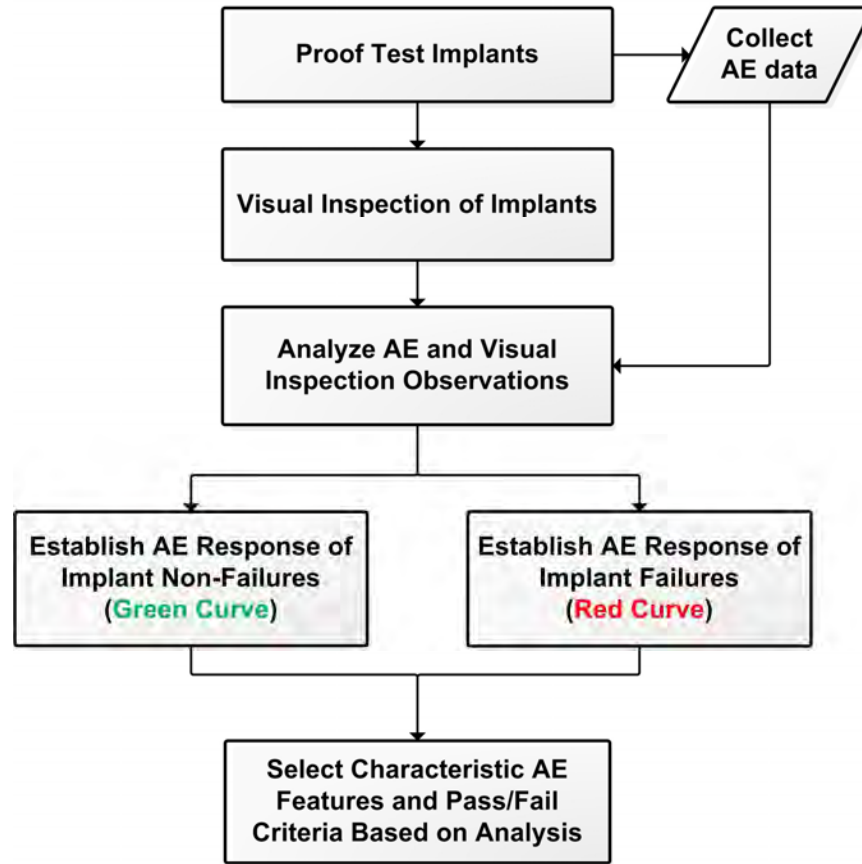 Proof Test Implants
Collect
AE data
Visual Inspection of Implants
Analyze AE and Visual
Inspection Observations
Establish AE Response of
Implant Non-Failures
(Green Curve)
Establish AE Response of
Implant Failures
(Red Curve)
Select Characteristic AE
Features and Pass/Fail
Criteria Based on Analysis